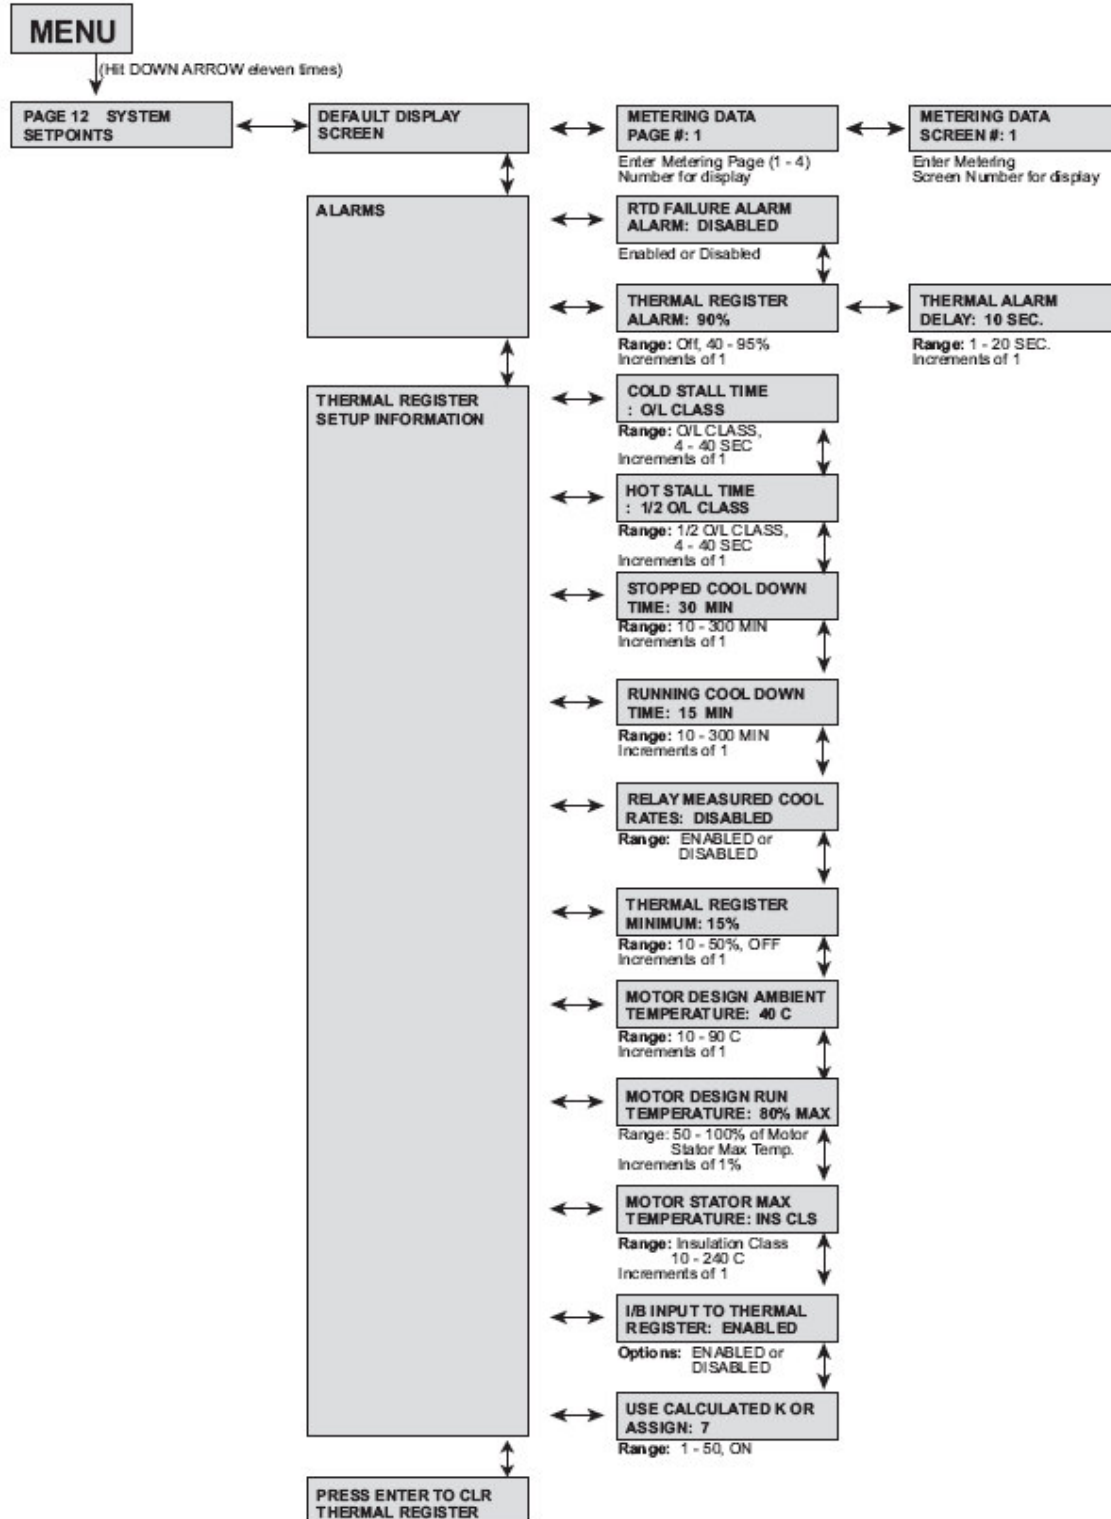 MENU
(Hit DOWN ARROW eleven times)
PAGE 12 SYSTEM
SETPOINTS
DEFAULT DISPLAY
SCREEN
METERING DATA
PAGE #: 1
Enter Metering Page (1 - 4)
Number for display
METERING DATA
SCREEN #: 1
Enter Metering
Screen Number for display
ALARMS
RTD FAILURE ALARM
ALARM: DISABLED
Enabled or Disabled
THERMAL REGISTER
ALARM: 90%
Range: Off, 40 - 95%
Increments of 1
THERMAL ALARM
DELAY: 10 SEC.
Range: 1 - 20 SEC.
Increments of 1
THERMAL REGISTER
SETUP INFORMATION
COLD STALL TIME
: O/L CLASS
Range: O/L CLASS,
4 - 40 SEC
Increments of 1
HOT STALL TIME
: 1/2 O/L CLASS
Range: 1/2 O/L CLASS,
4 - 40 SEC
Increments of 1
STOPPED COOL DOWN
TIME: 30 MIN
Range: 10 - 300 MIN
Increments of 1
RUNNING COOL DOWN
TIME: 15 MIN
Range: 10 - 300 MIN
Increments of 1
RELAY MEASURED COOL
RATES: DISABLED
Range: ENABLED or
DISABLED
THERMAL REGISTER
MINIMUM: 15%
Range: 10 - 50%, OFF
Increments of 1
MOTOR DESIGN AMBIENT
TEMPERATURE: 40 C
Range: 10 - 90 C
Increments of 1
MOTOR DESIGN RUN
TEMPERATURE: 80% MAX
Range: 50 - 100% of Motor
Stator Max Temp.
Increments of 1%
MOTOR STATOR MAX
TEMPERATURE: INS CLS
Range: Insulation Class
10 - 240 C
Increments of 1
I/B INPUT TO THERMAL
REGISTER: ENABLED
Options: ENABLED or
DISABLED
USE CALCULATED K OR
ASSIGN: 7
Range: 1 - 50, ON
PRESS ENTER TO CLR
THERMAL REGISTER